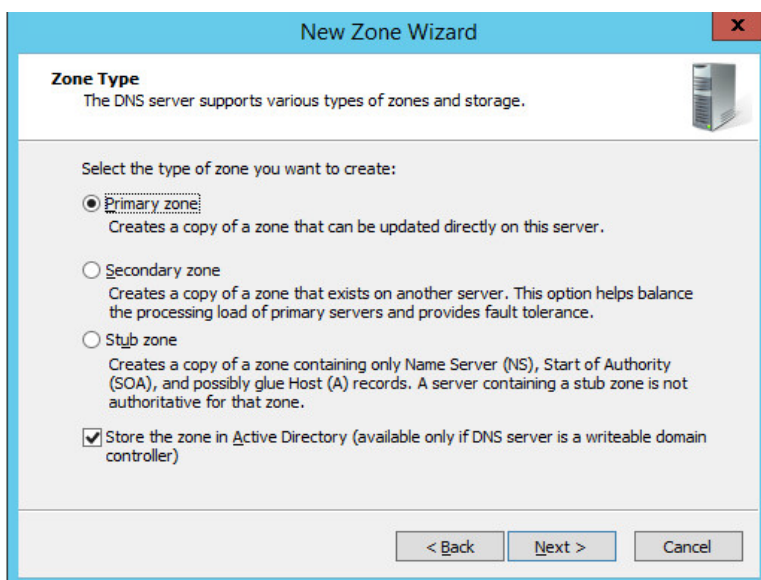 New Zone Wizard
x
Zone Type
The DNS server supports various types of zones and storage.
Select the type of zone you want to create:
Primary zone
Creates a copy of a zone that can be updated directly on this server.
Secondary zone
Creates a copy of a zone that exists on another server. This option helps balance
the processing load of primary servers and provides fault tolerance.
Stub zone
Creates a copy of a zone containing only Name Server (NS), Start of Authority
(SOA), and possibly glue Host (A) records. A server containing a stub zone is not
authoritative for that zone.
Store the zone in Active Directory (available only if DNS server is a writeable domain
controller)
< Back Next > Cancel